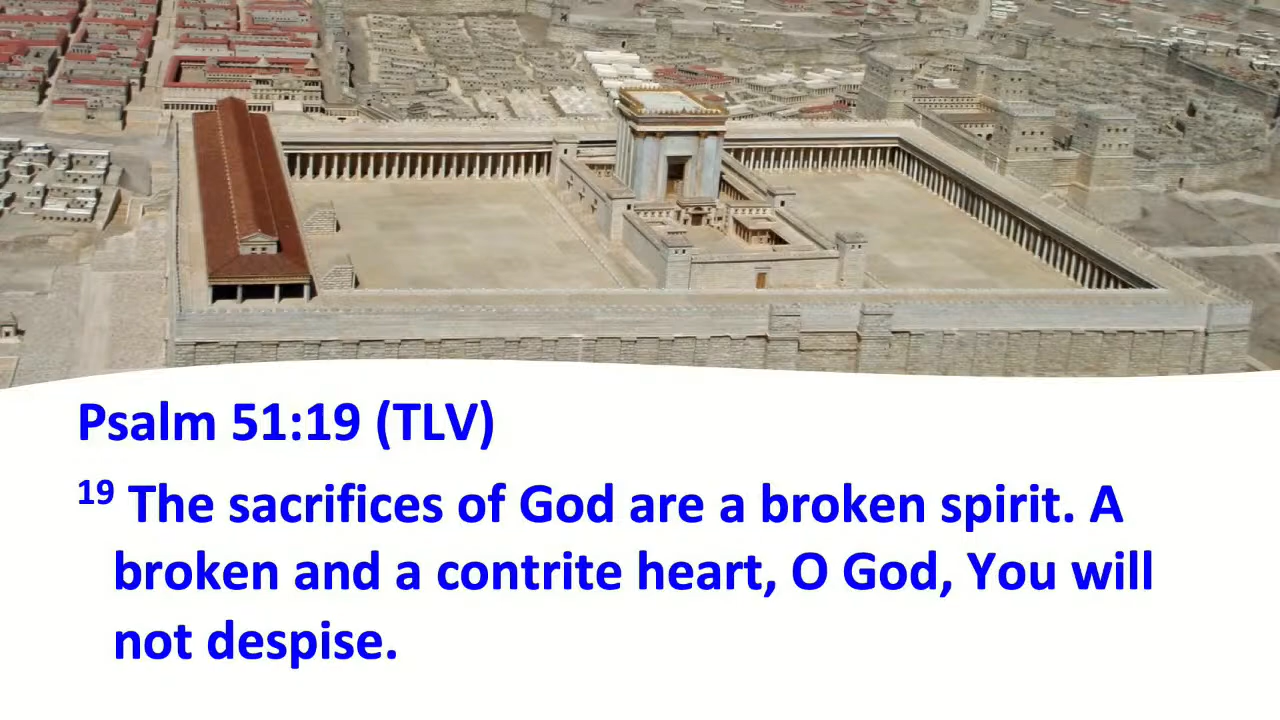 Psalm 51:19 (TLV)
19 The sacrifices of God are a broken spirit. A
broken and a contrite heart, O God, You will
not despise.